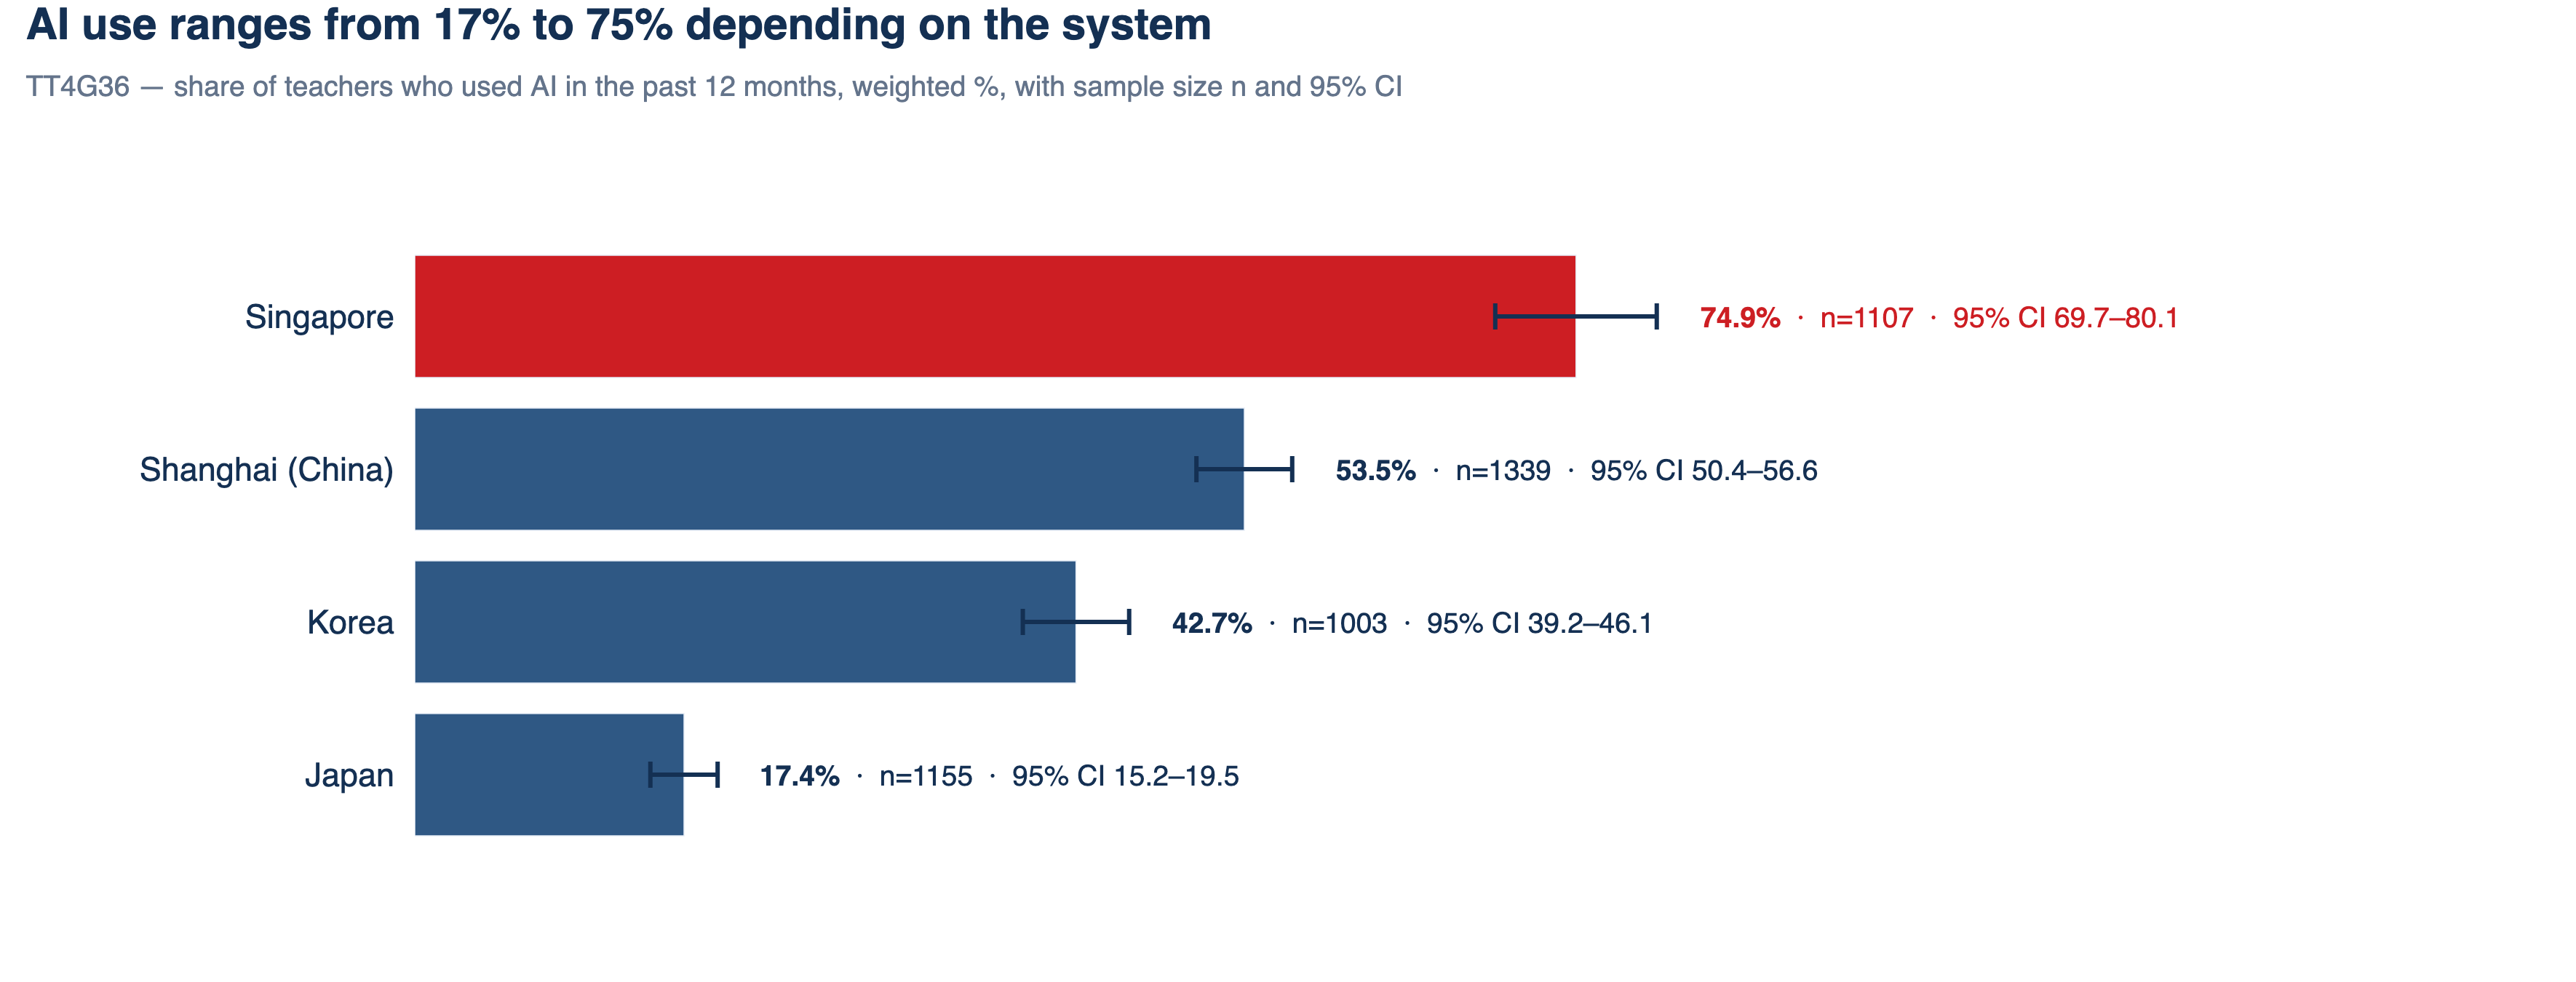 AI use ranges from 17% to 75% depending on the system
TT4G36 — share of teachers who used AI in the past 12 months, weighted %, with sample size n and 95% CI
Singapore 74.9% · n=1107 · 95% CI 69.7–80.1
Shanghai (China) 53.5% · n=1339 · 95% CI 50.4–56.6
Korea 42.7% · n=1003 · 95% CI 39.2–46.1
Japan 17.4% · n=1155 · 95% CI 15.2–19.5